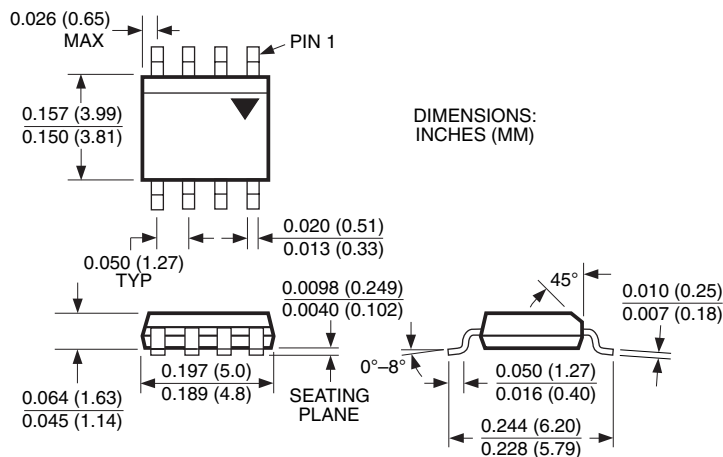 0.026 (0.65)
MAX
PIN 1
0.157 (3.99)
0.150 (3.81)
DIMENSIONS:
INCHES (MM)
0.020 (0.51)
0.013 (0.33)
0.050 (1.27)
TYP
0.0098 (0.249)
0.0040 (0.102)
45°
0.010 (0.25)
0.007 (0.18)
0°–8°
0.064 (1.63)
0.045 (1.14)
0.197 (5.0)
0.189 (4.8)
SEATING
PLANE
0.050 (1.27)
0.016 (0.40)
0.244 (6.20)
0.228 (5.79)